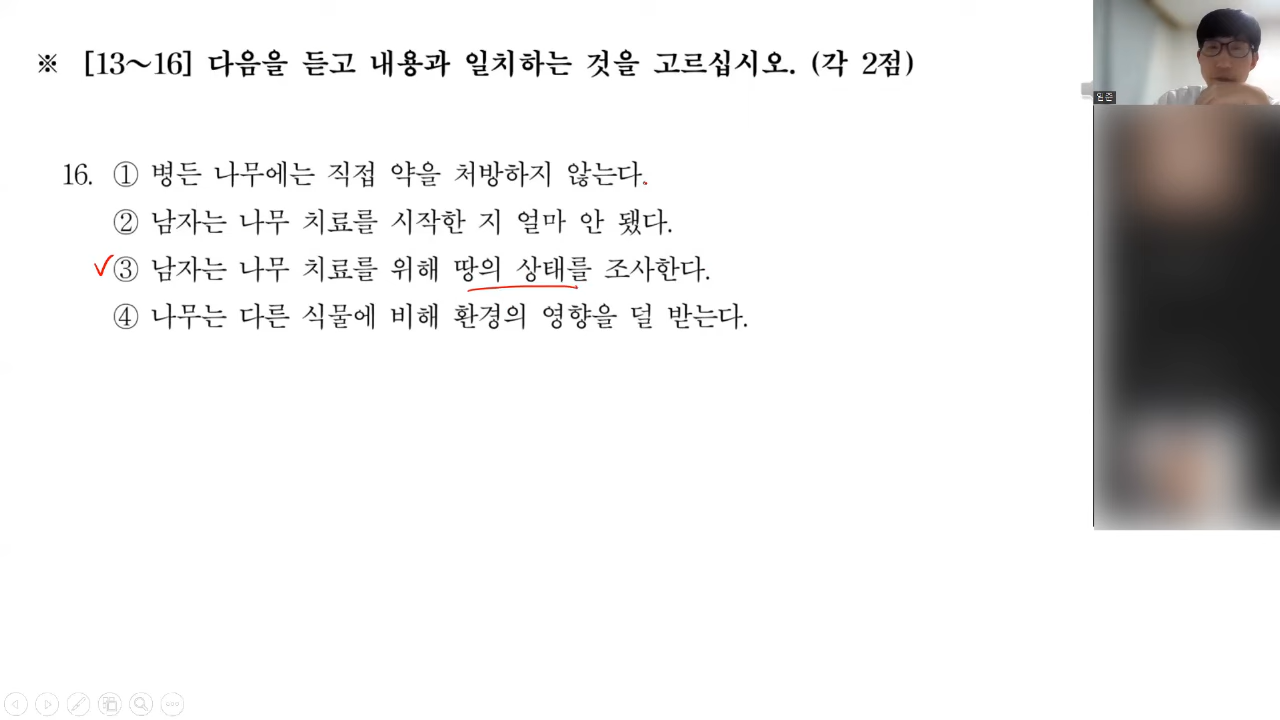 ※ [13～16] 다음을 듣고 내용과 일치하는 것을 고르십시오. (각 2점)
16. ① 병든 나무에는 직접 약을 처방하지 않는다.
② 남자는 나무 치료를 시작한 지 얼마 안 됐다.
③ 남자는 나무 치료를 위해 땅의 상태를 조사한다.
④ 나무는 다른 식물에 비해 환경의 영향을 덜 받는다.